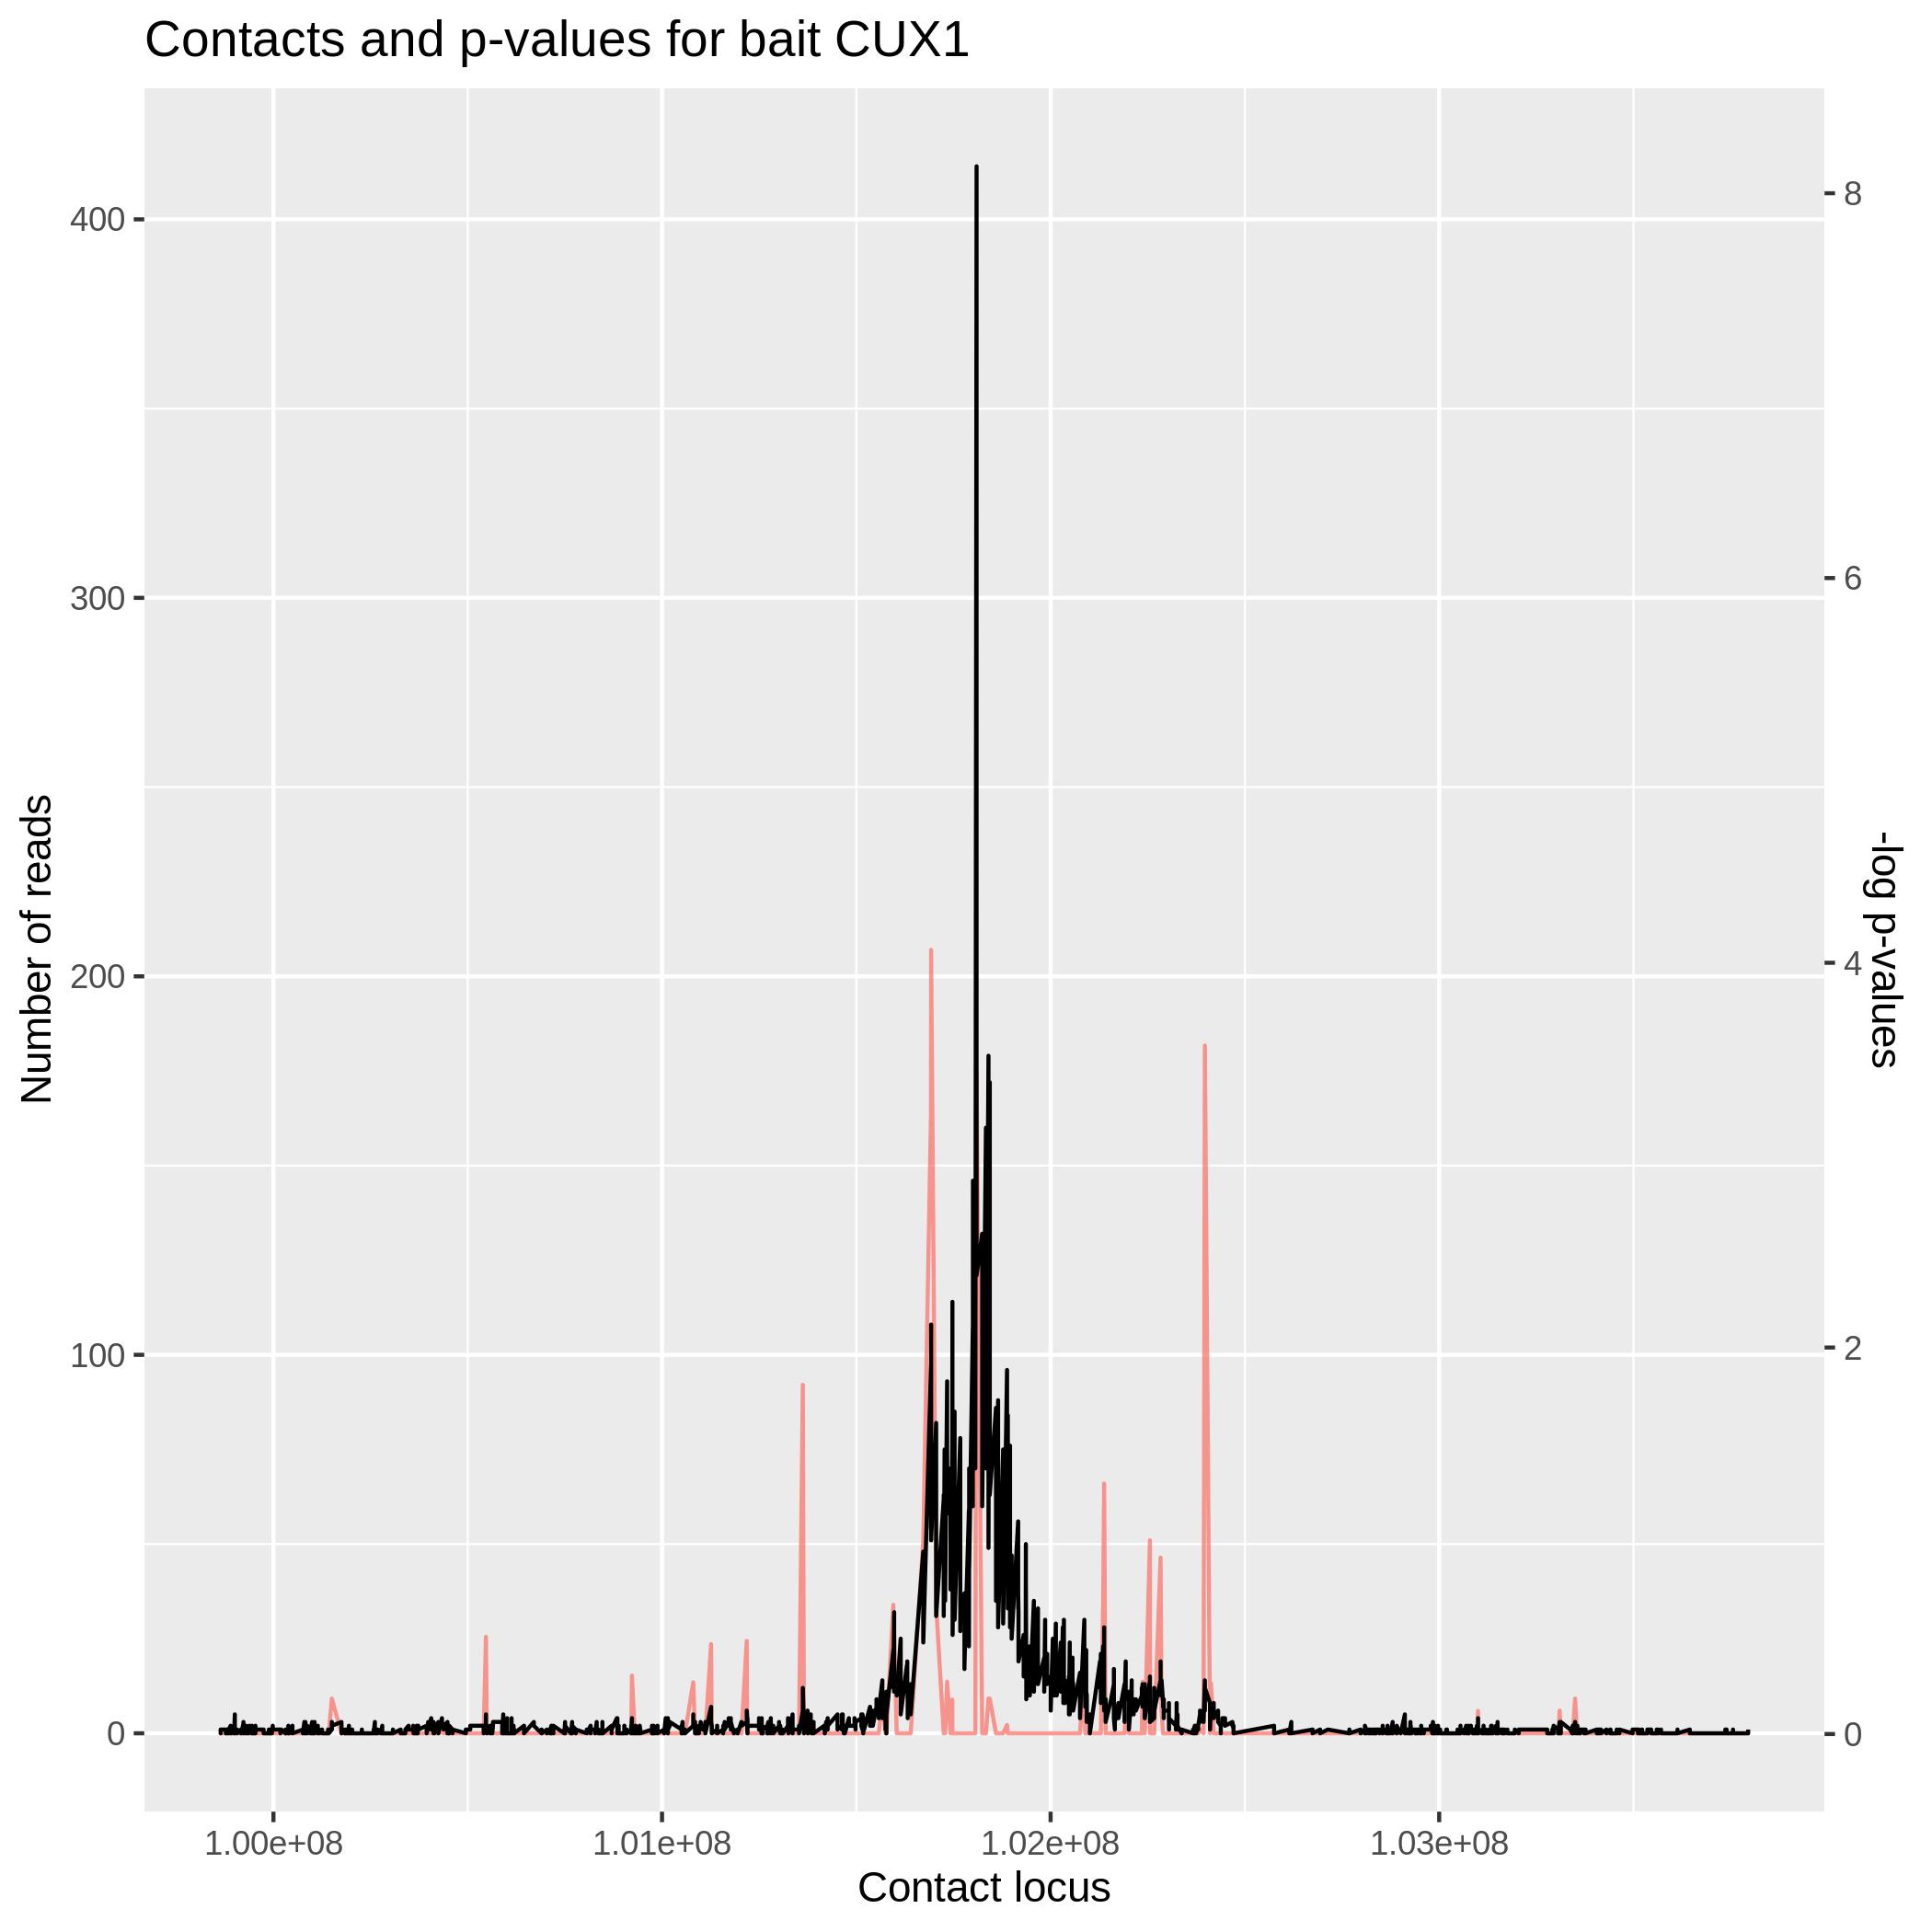 Contacts and p-values for bait CUX1
400
300
200
100
0
Number of reads
8
6
4
2
0
-log p-values
1.00e+08
1.01e+08
1.02e+08
1.03e+08
Contact locus